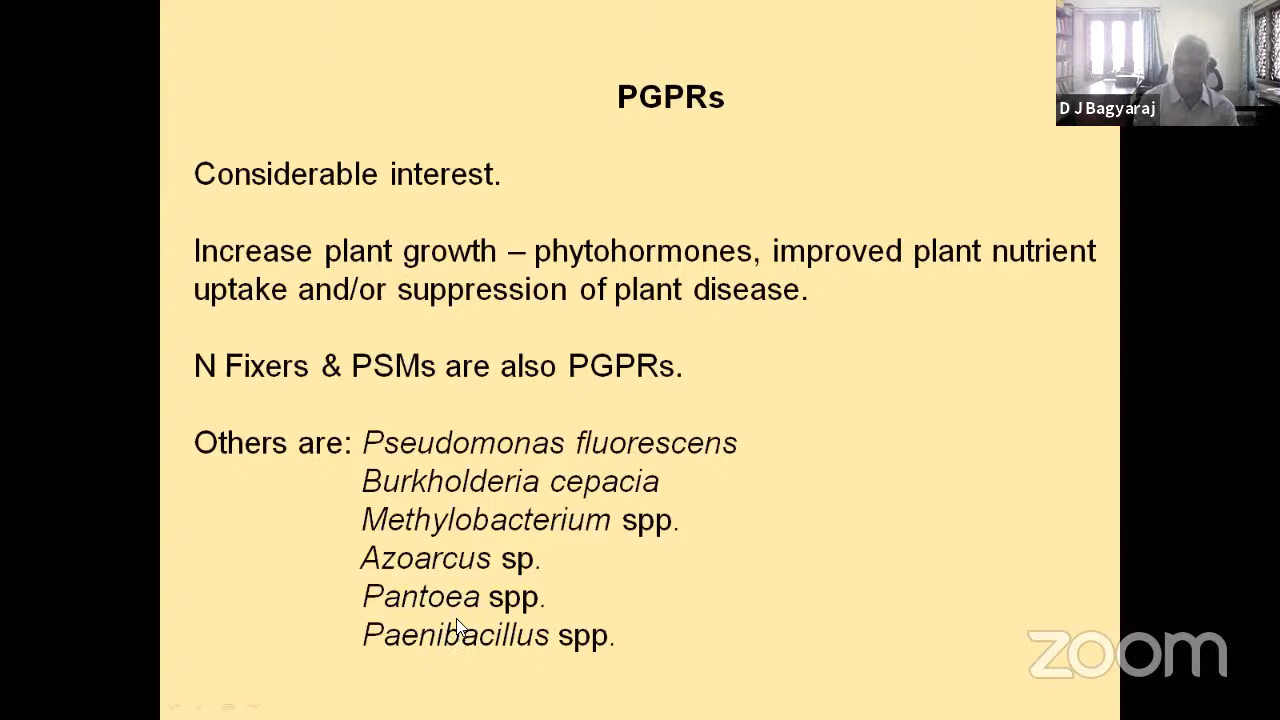 PGPRs
D J Bagyaraj
Considerable interest.
Increase plant growth – phytohormones, improved plant nutrient
uptake and/or suppression of plant disease.
N Fixers & PSMs are also PGPRs.
Others are: Pseudomonas fluorescens
Burkholderia cepacia
Methylobacterium spp.
Azoarcus sp.
Pantoea spp.
Paenibacillus spp.
zoom